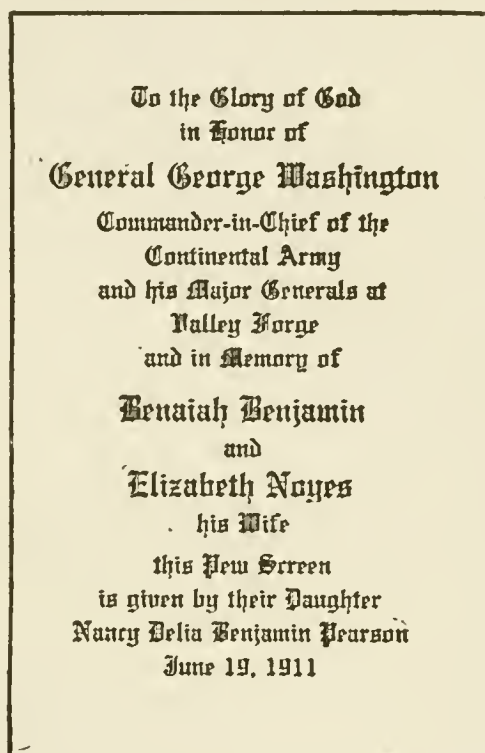 To the Glory of God
in Honor of
General George Washington
Commander-in-Chief of the
Continental Army
and his Major Generals at
Valley Forge
and in Memory of
Benaiah Benjamin
and
Elizabeth Noyes
his Wife
this Pew Screen
is given by their Daughter
Nancy Delia Benjamin Pearson
June 19, 1911